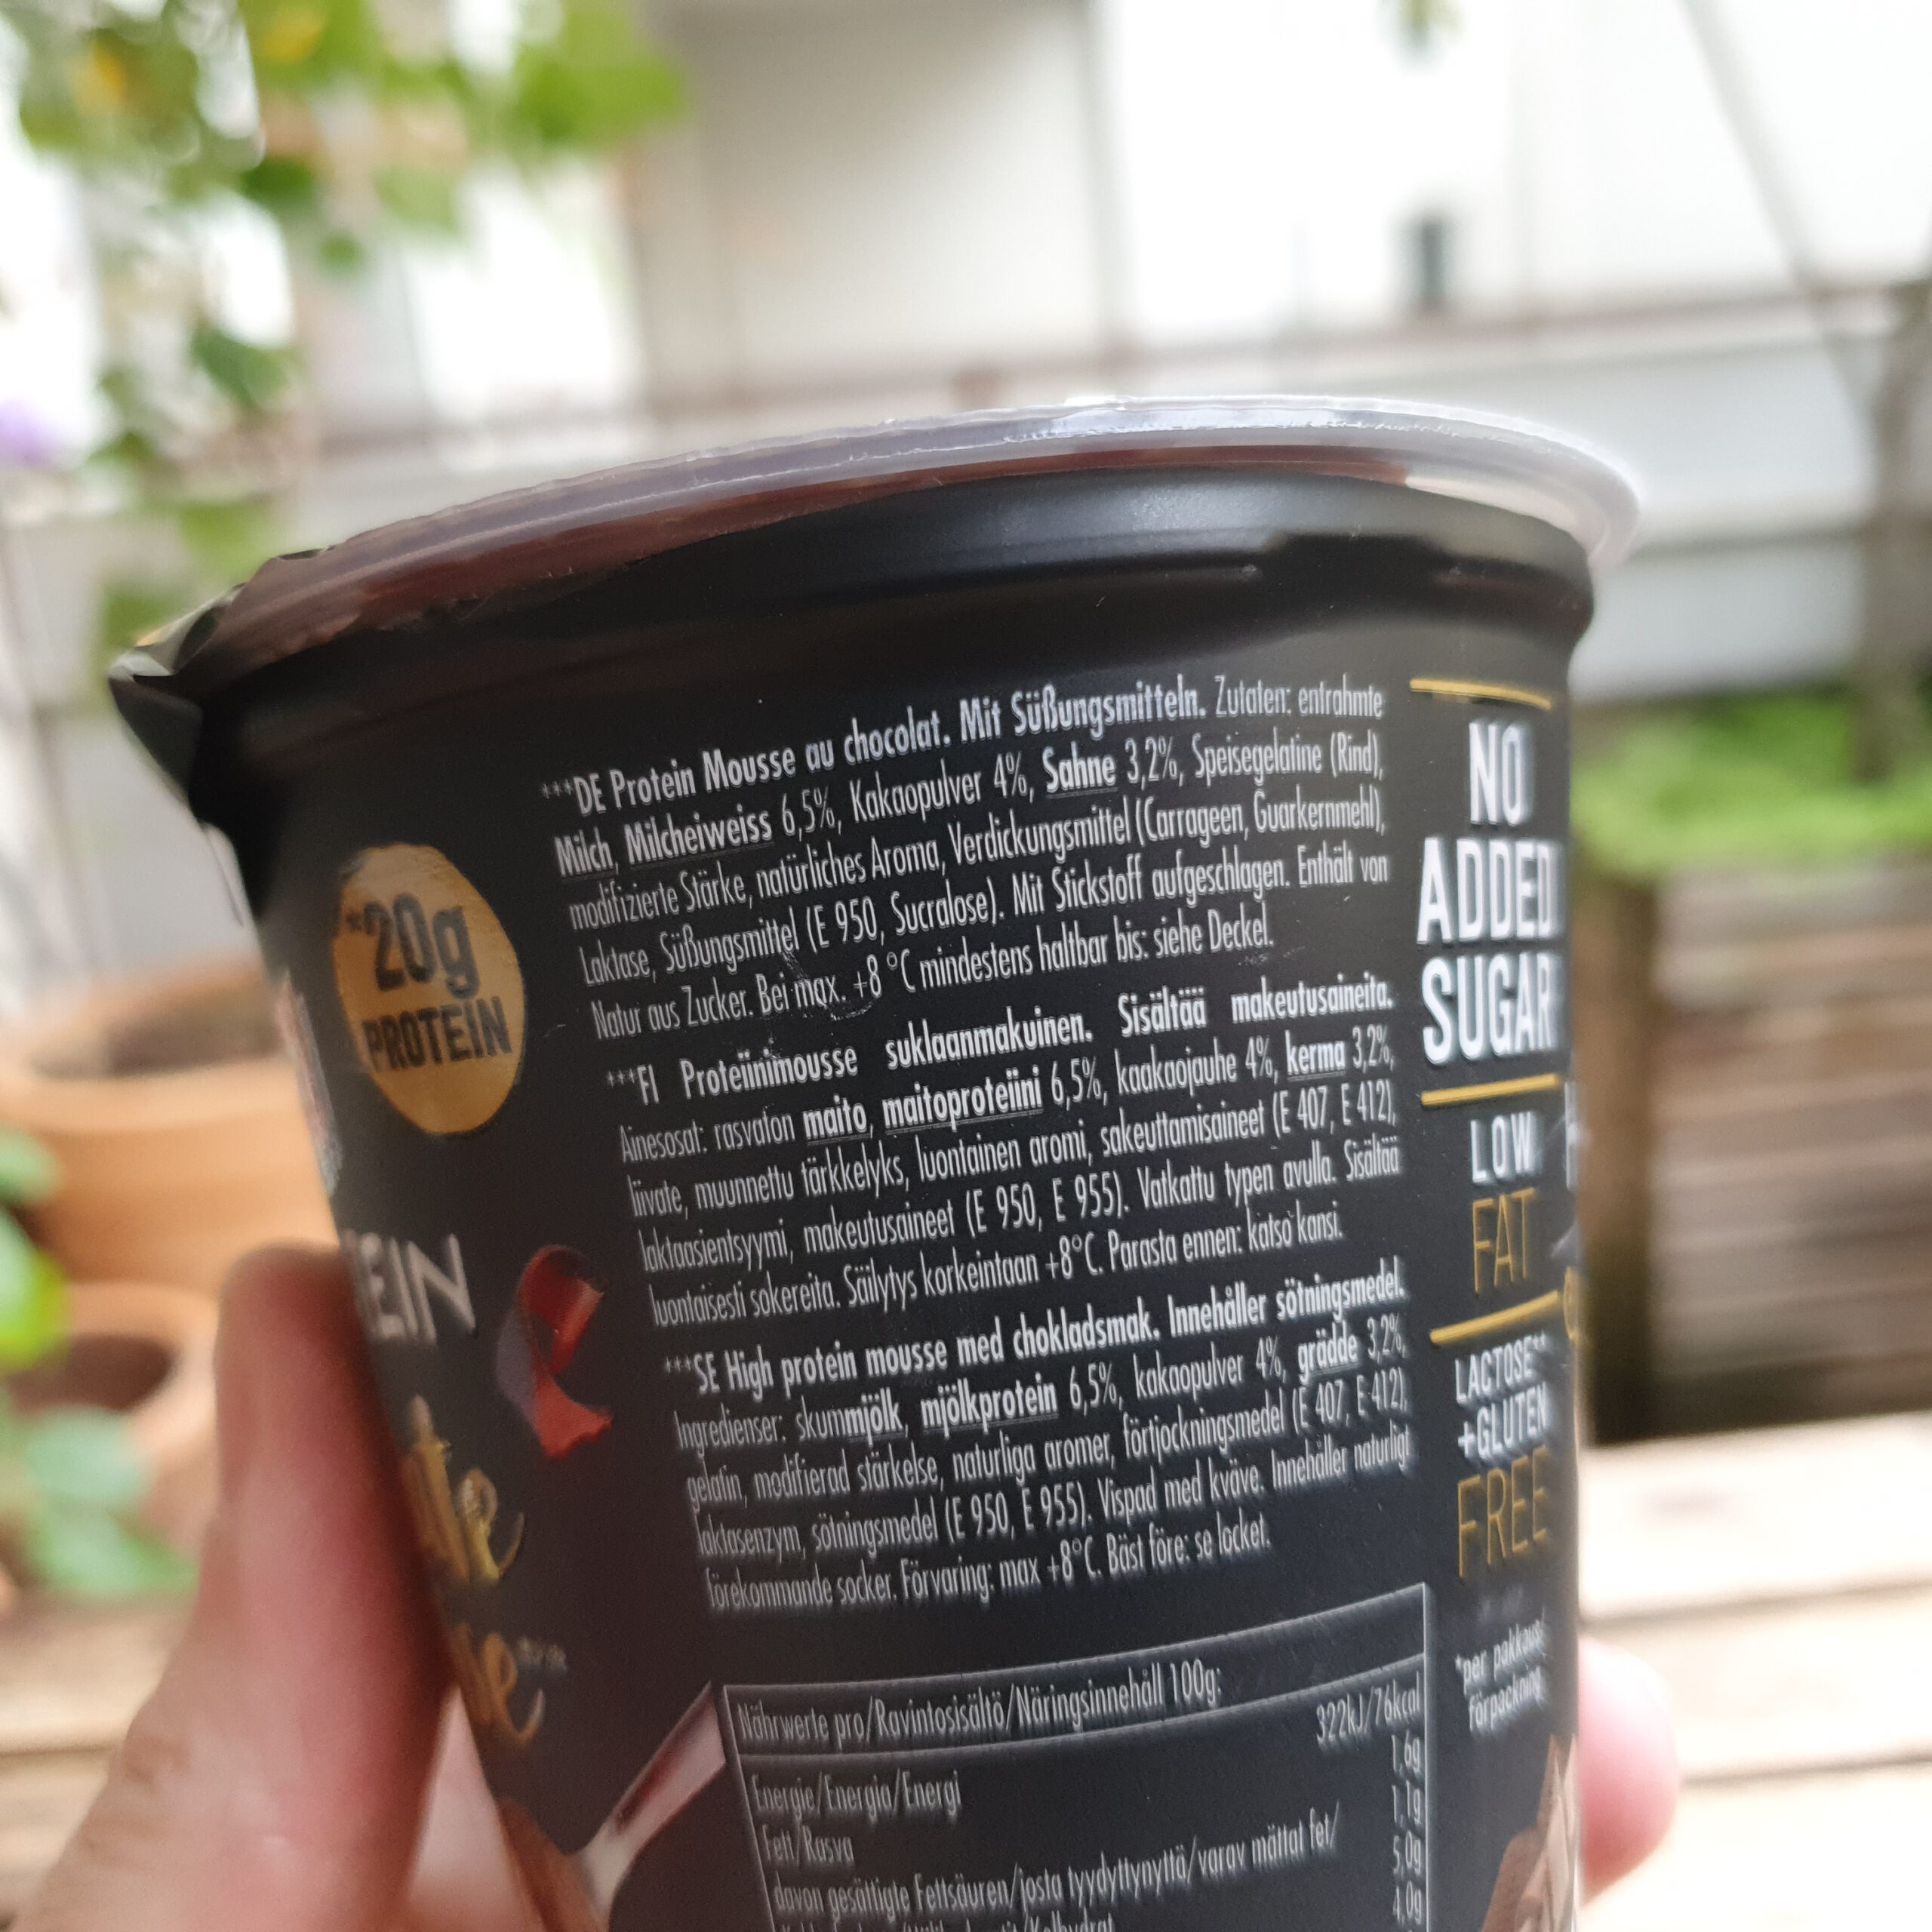 ***DE Protein Mousse au chocolat. Mit Süßungsmitteln. Zutaten: entrahmte
Milch, Milcheiweiss 6,5%, Kakaopulver 4%, Sahne 3,2%, Speisegelatine (Rind),
modifizierte Stärke, natürliches Aroma, Verdickungsmittel (Carrageen, Guarkernmehl),
Laktase, Süßungsmittel (E 950, Sucralose). Mit Stickstoff aufgeschlagen. Enthält von
Natur aus Zucker. Bei max. +8 °C mindestens haltbar bis: siehe Deckel.
***FI Proteiinimousse suklaanmakuinen. Sisältää makeutusaineita.
Ainesosat: rasvaton maito, maitoproteiini 6,5%, kaakaojauhe 4%, kerma 3,2%,
liivate, muunnettu tärkkelyks, luontainen aromi, sakeuttamisaineet (E 407, E 412),
laktaasientsyymi, makeutusaineet (E 950, E 955). Vatkattu typen avulla. Sisältää
luontaisesti sokereita. Säilytys korkeintaan +8°C. Parasta ennen: katso kansi.
***SE High protein mousse med chokladsmak. Innehåller sötningsmedel.
Ingredienser: skummjölk, mjölkprotein 6,5%, kakaopulver 4%, grädde 3,2%,
gelatin, modifierad stärkelse, naturliga aromer, förtjockningsmedel (E 407, E 412),
laktasenzym, sötningsmedel (E 950, E 955). Vispad med kväve. Innehåller naturligt
förekommande socker. Förvaring: max +8°C. Bäst före: se locket.
Nährwerte pro/Ravintosisältö/Näringsinnehåll 100g:
Energie/Energia/Energi 322kJ/76kcal
Fett/Rasva 1,6g
davon gesättigte Fettsäuren/josta tyydyttynyttä/varav mättat fet/ 1,1g
5,0g
4,0g
*20g
PROTEIN
EIN
NO
ADDED
SUGAR
LOW
FAT
LACTOSE**
+GLUTEN
FREE
*per pakkaus/
förpackning